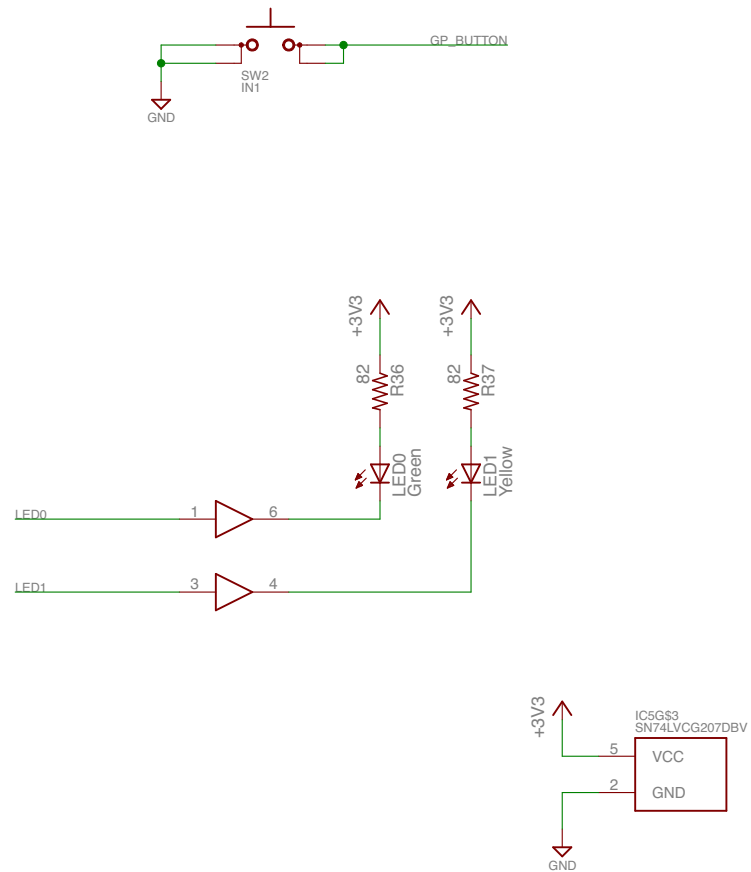 GP_BUTTON
SW2
IN1
GND
+3V3
+3V3
82
R36
82
R37
LED0
Green
LED1
Yellow
LED0
1
6
LED1
3
4
+3V3
IC5G$3
SN74LVCG207DBV
5
VCC
2
GND
GND